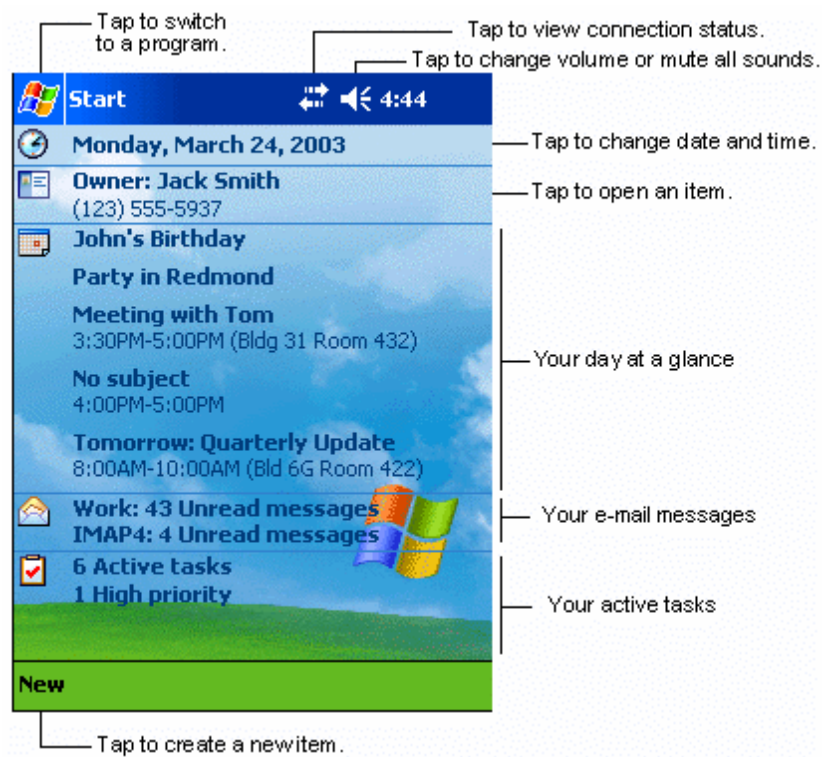 Tap to switch
to a program.
Tap to view connection status.
Tap to change volume or mute all sounds.
Start
4:44
Monday, March 24, 2003
Tap to change date and time.
Owner: Jack Smith
(123) 555-5937
Tap to open an item.
John's Birthday
Party in Redmond
Meeting with Tom
3:30PM-5:00PM (Bldg 31 Room 432)
Your day at a glance
No subject
4:00PM-5:00PM
Tomorrow: Quarterly Update
8:00AM-10:00AM (Bld 6G Room 422)
Work: 43 Unread messages
IMAP4: 4 Unread messages
Your e-mail messages
6 Active tasks
1 High priority
Your active tasks
New
Tap to create a new item.